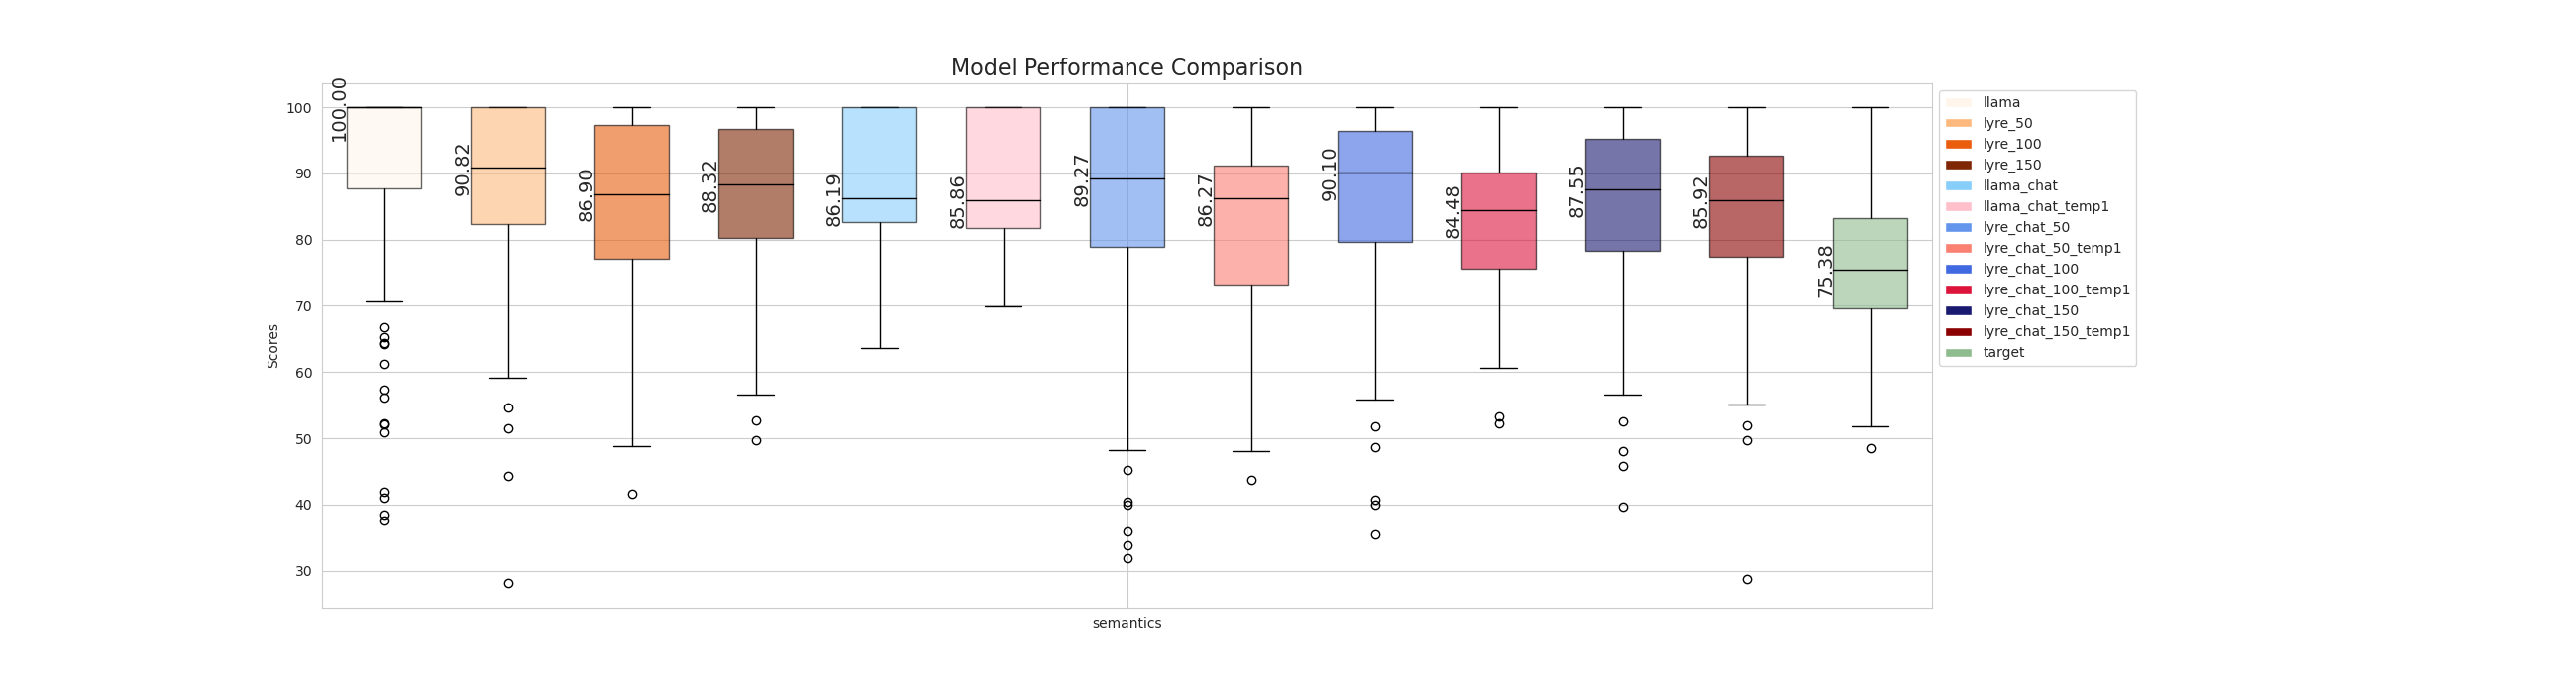 Model Performance Comparison
Scores
100
90
80
70
60
50
40
30
100.00
90.82
86.90
88.32
86.19
85.86
89.27
86.27
90.10
84.48
87.55
85.92
75.38
semantics
llama
lyre_50
lyre_100
lyre_150
llama_chat
llama_chat_temp1
lyre_chat_50
lyre_chat_50_temp1
lyre_chat_100
lyre_chat_100_temp1
lyre_chat_150
lyre_chat_150_temp1
target